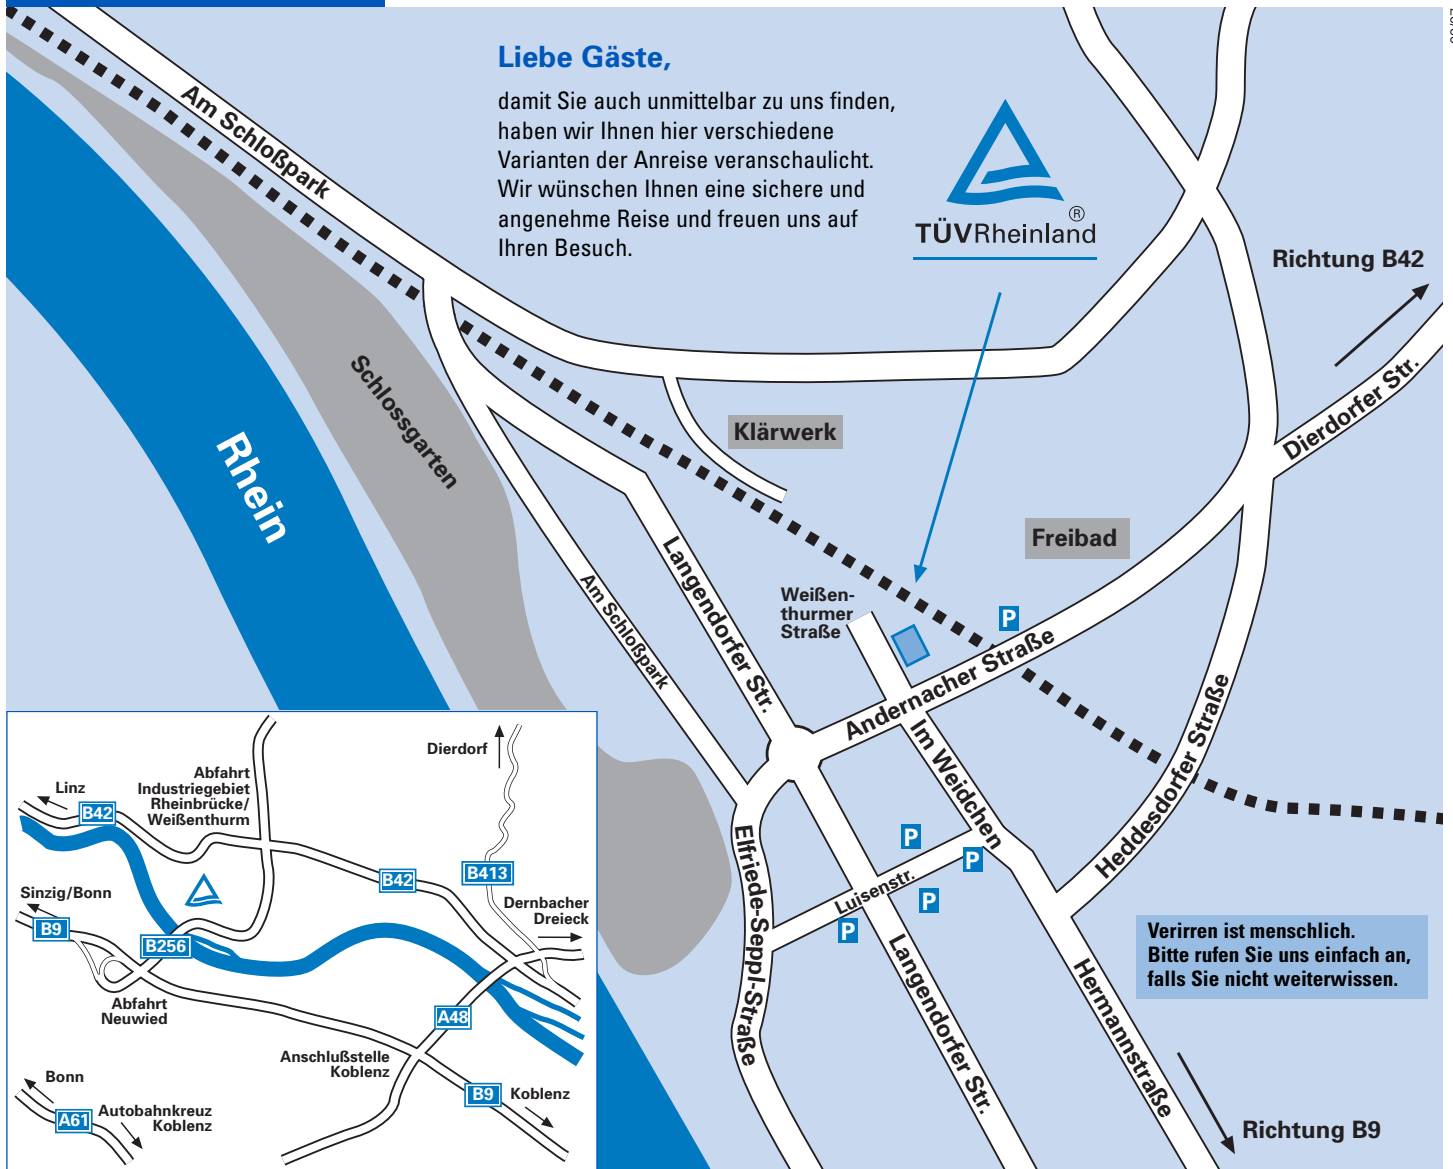 Liebe Gäste,
damit Sie auch unmittelbar zu uns finden,
haben wir Ihnen hier verschiedene
Varianten der Anreise veranschaulicht.
Wir wünschen Ihnen eine sichere und
angenehme Reise und freuen uns auf
Ihren Besuch.
®
TÜVRheinland
Richtung B42
Am Schloßpark
Schlossgarten
Rhein
Klärwerk
Dierdorfer Str.
Freibad
Langendorfer Str.
Am Schloßpark
Weißen-
thurmer
Straße
P
Andernacher Straße
Im Weidchen
Heddesdorfer Straße
Elfriede-Seppl-Straße
P
P
Luisenstr.
P
P
Langendorfer Str.
Hermannstraße
Verirren ist menschlich.
Bitte rufen Sie uns einfach an,
falls Sie nicht weiterwissen.
Richtung B9
Dierdorf
Linz
Abfahrt
Industriegebiet
Rheinbrücke/
Weißenthurm
B42
B42
B413
Sinzig/Bonn
B9
B256
Dernbacher
Dreieck
Abfahrt
Neuwied
A48
Anschlußstelle
Koblenz
Bonn
B9
Koblenz
A61
Autobahnkreuz
Koblenz